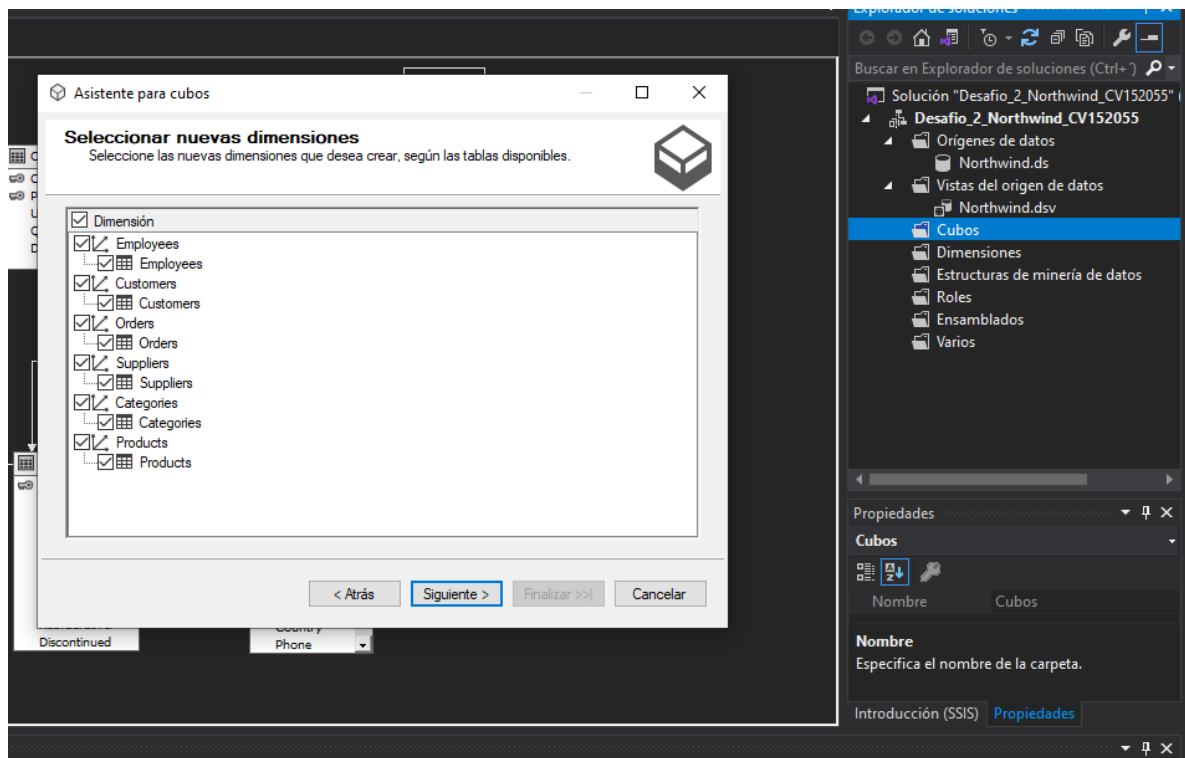 Explorador de soluciones
Asistente para cubos
Seleccionar nuevas dimensiones
Seleccione las nuevas dimensiones que desea crear, según las tablas disponibles.
Dimensión
Employees
Employees
Customers
Customers
Orders
Orders
Suppliers
Suppliers
Categories
Categories
Products
Products
< Atrás
Siguiente >
Finalizar >>|
Cancelar
Discontinued
Country
Phone
Buscar en Explorador de soluciones (Ctrl+´)
Solución "Desafio_2_Northwind_CV152055" (
Desafio_2_Northwind_CV152055
Orígenes de datos
Northwind.ds
Vistas del origen de datos
Northwind.dsv
Cubos
Dimensiones
Estructuras de minería de datos
Roles
Ensamblados
Varios
Propiedades
Cubos
Nombre Cubos
Nombre
Especifica el nombre de la carpeta.
Introducción (SSIS) Propiedades